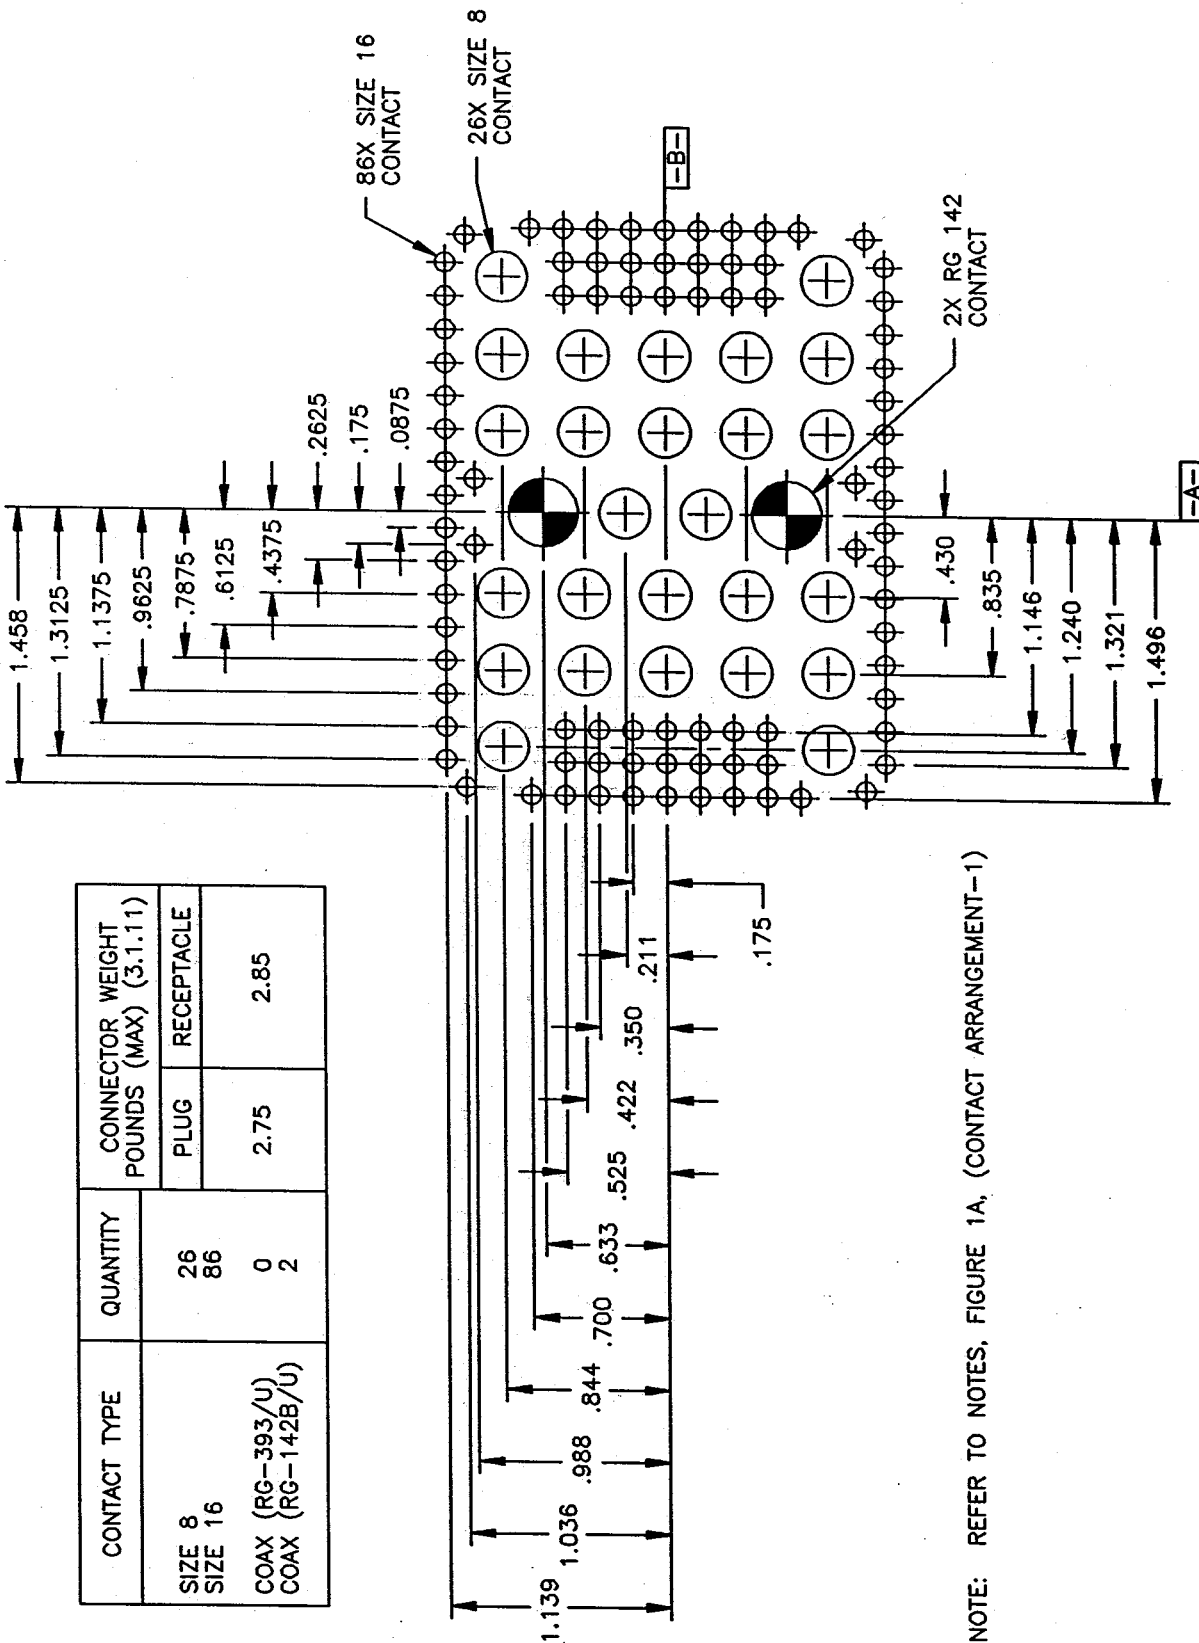 CONTACT TYPE
QUANTITY
CONNECTOR WEIGHT
POUNDS (MAX) (3.1.11)
PLUG
RECEPTACLE
SIZE 8
26
SIZE 16
86
COAX (RG-393/U)
0
COAX (RG-142B/U)
2
2.75
2.85
86X SIZE 16
CONTACT
26X SIZE 8
CONTACT
1.458
1.3125
1.1375
.9625
.7875
.6125
.4375
.2625
.175
.0875
-B-
2X RG 142
CONTACT
1.139
1.036
.988
.844
.700
.633
.525
.422
.350
.211
.175
.430
.835
1.146
1.240
1.321
1.496
-A-
NOTE: REFER TO NOTES, FIGURE 1A, (CONTACT ARRANGEMENT-1)